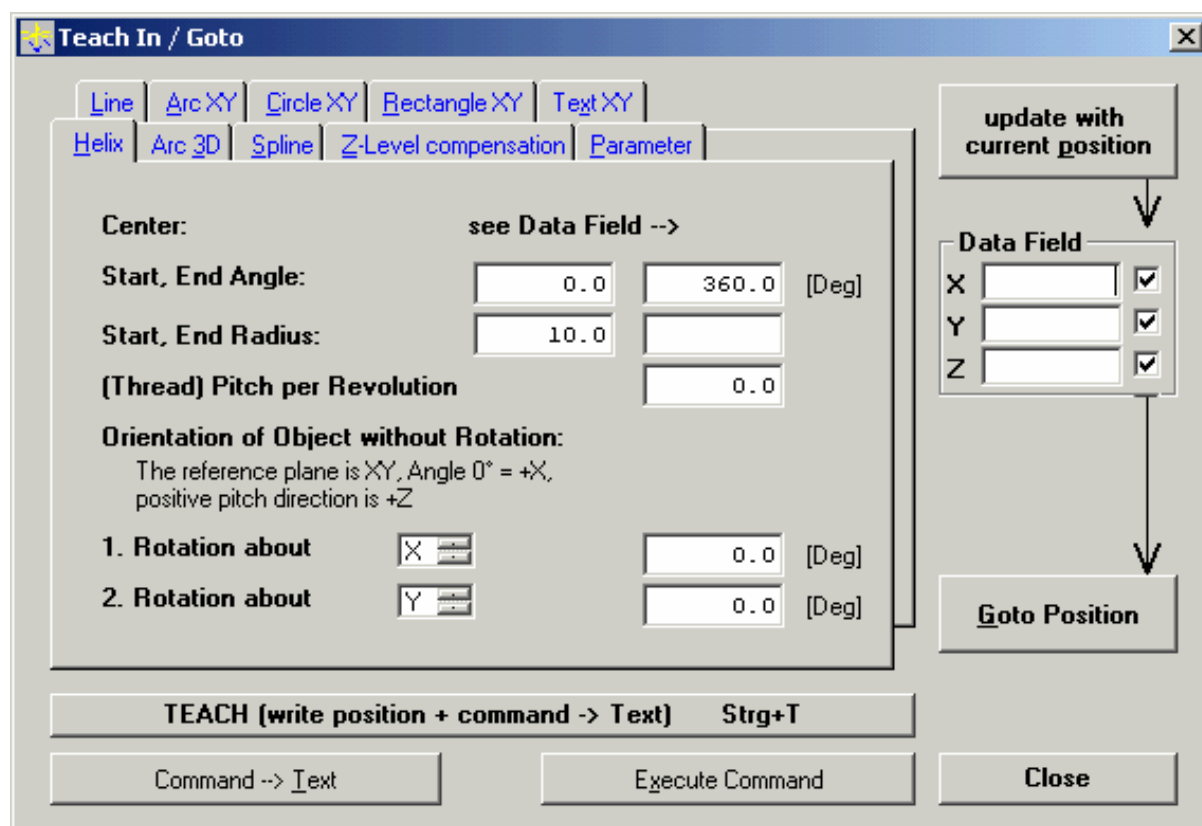 Teach In / Goto
Line Arc XY Circle XY Rectangle XY Text XY
Helix Arc 3D Spline Z-Level compensation Parameter
Center: see Data Field -->
Start, End Angle: 0.0 360.0 [Deg]
Start, End Radius: 10.0
(Thread) Pitch per Revolution 0.0
Orientation of Object without Rotation:
The reference plane is XY, Angle 0° = +X,
positive pitch direction is +Z
1. Rotation about X 0.0 [Deg]
2. Rotation about Y 0.0 [Deg]
update with
current position
Data Field
X
Y
Z
Goto Position
TEACH (write position + command -> Text) Strg+T
Command --> Text Execute Command Close